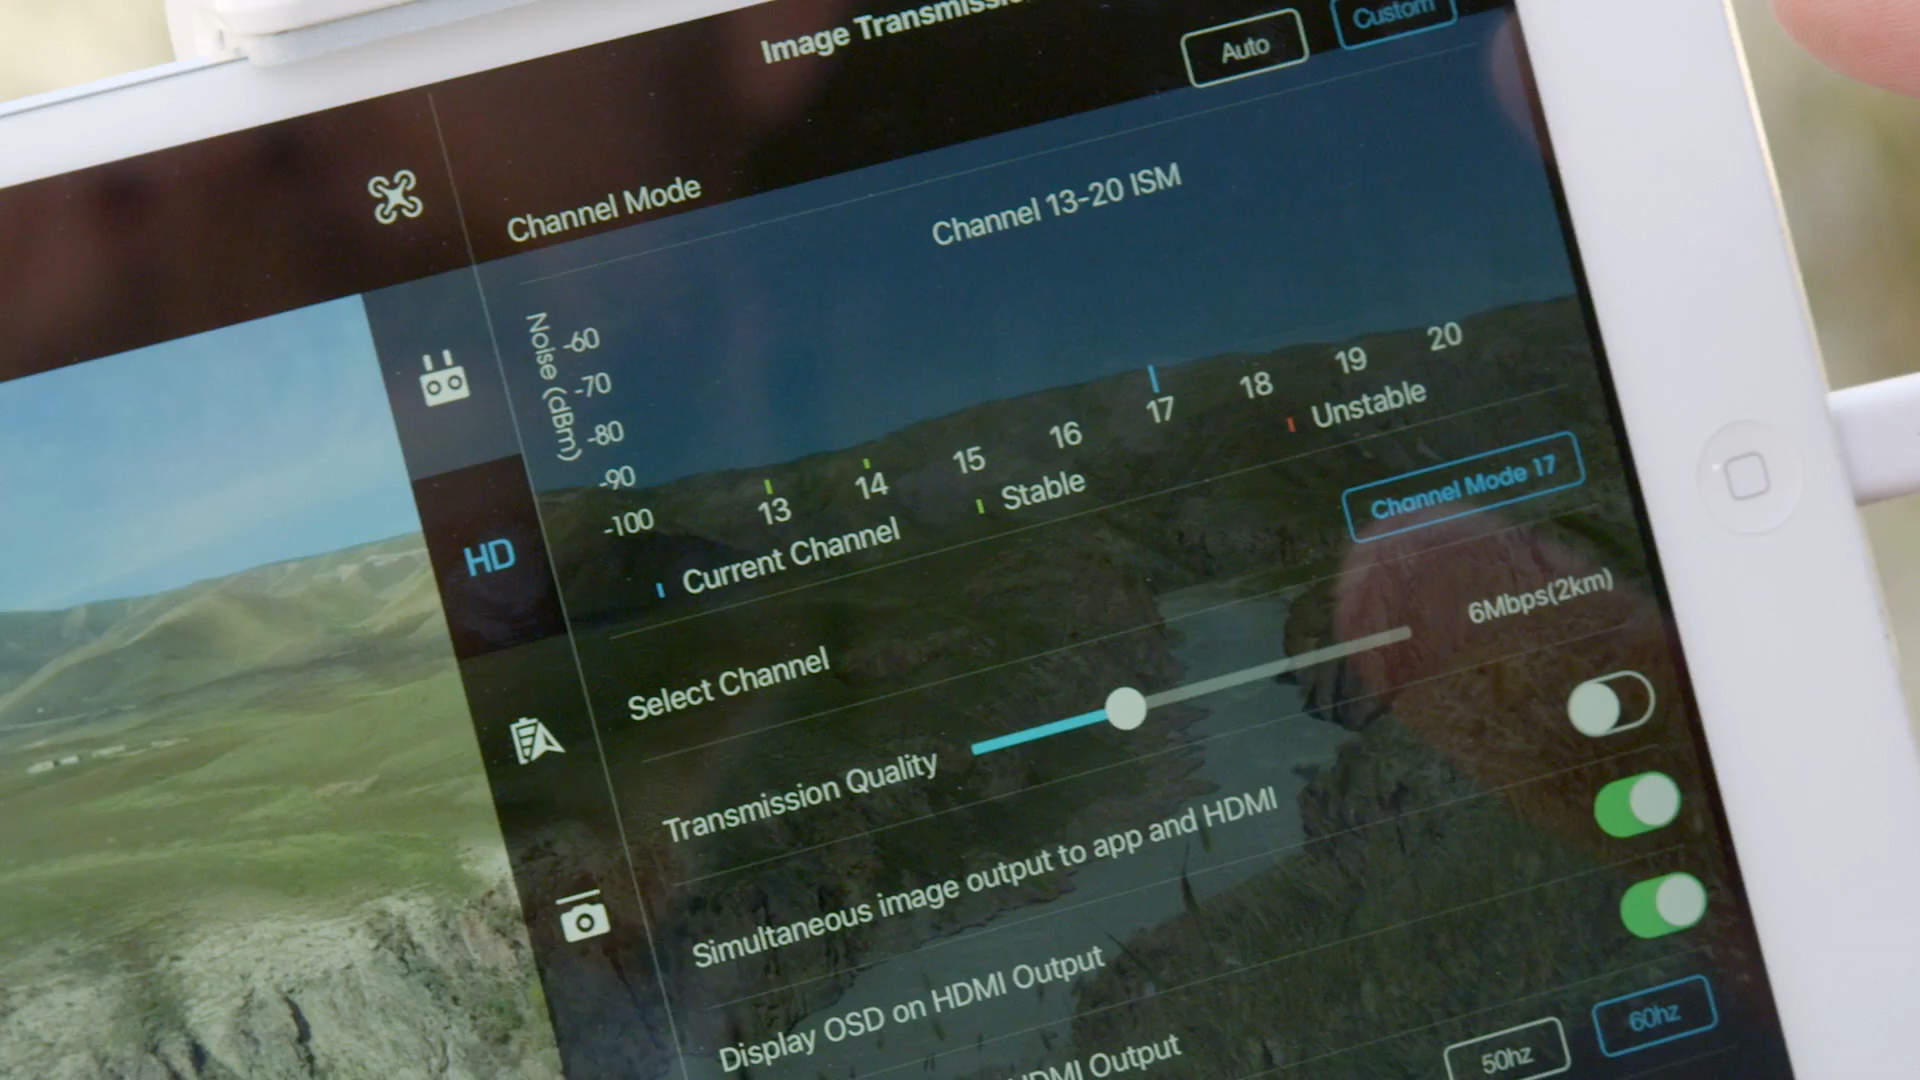 Image Transmissio
Channel Mode
Auto
Custom
Channel 13-20 ISM
Noise (dBm)
-60
-70
-80
-90
-100
13
14
15
16
17
18
19
20
Current Channel
Stable
Unstable
Select Channel
Channel Mode 17
HD
Transmission Quality
6Mbps(2km)
Simultaneous image output to app and HDMI
Display OSD on HDMI Output
HDMI Output
50hz
60hz